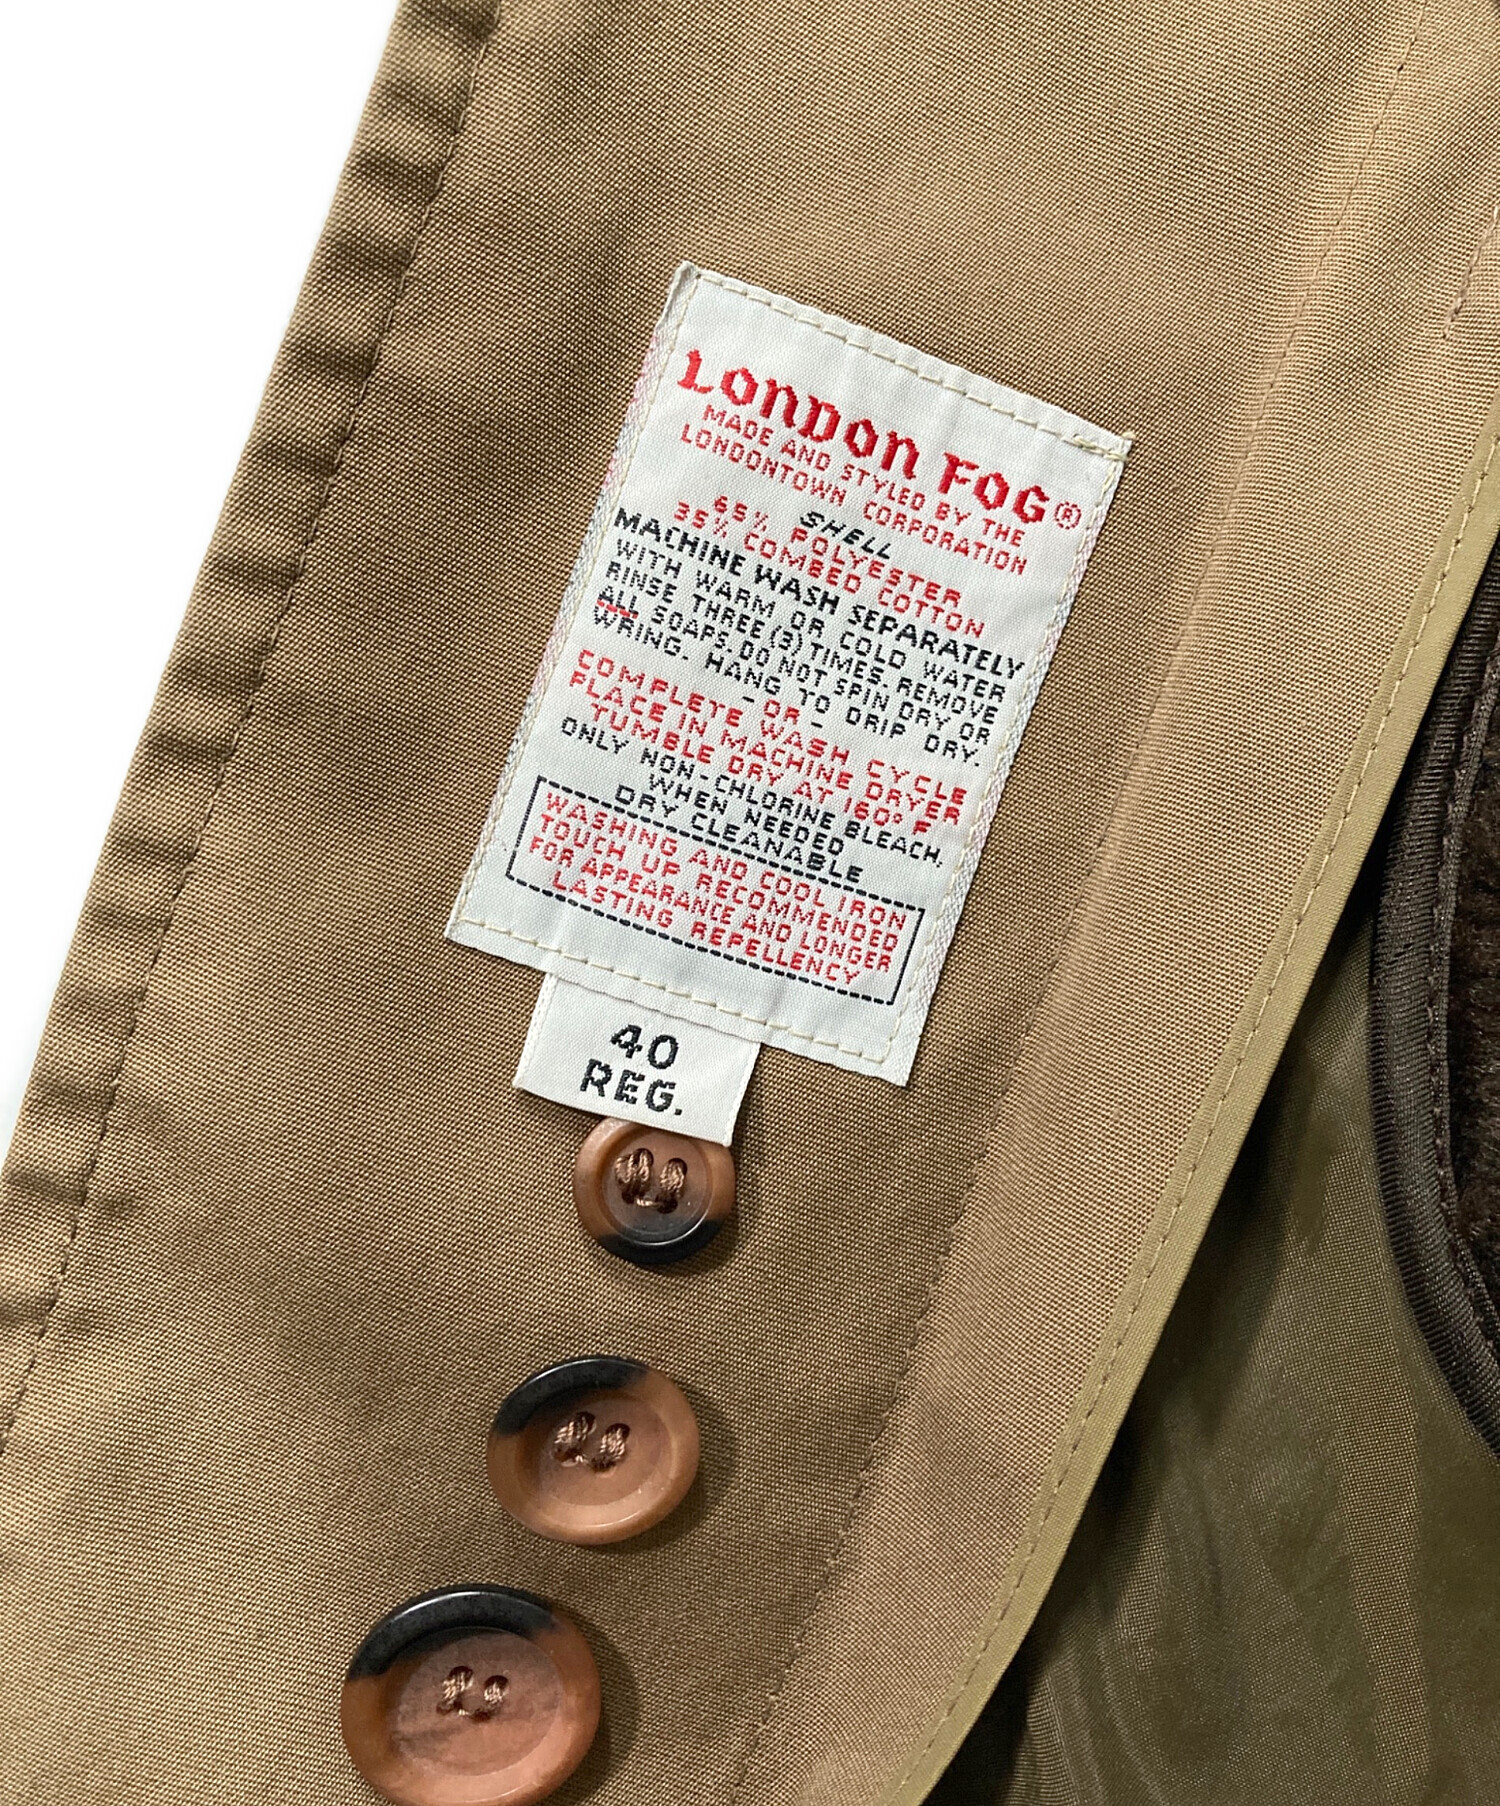 LONDON FOG®
MADE AND STYLED BY THE
LONDONTOWN CORPORATION
SHELL
65% POLYESTER
35% COMBED COTTON
MACHINE WASH SEPARATELY
WITH WARM OR COLD WATER
RINSE THREE (3) TIMES. REMOVE
ALL SOAPS. DO NOT SPIN DRY OR
WRING. HANG TO DRIP DRY.
- OR -
COMPLETE WASH CYCLE
PLACE IN MACHINE DRYER
TUMBLE DRY AT 160° F
ONLY NON-CHLORINE BLEACH,
WHEN NEEDED
DRY CLEANABLE
WASHING AND COOL IRON
TOUCH UP RECOMMENDED
FOR APPEARANCE AND LONGER
LASTING REPELLENCY
40
REG.